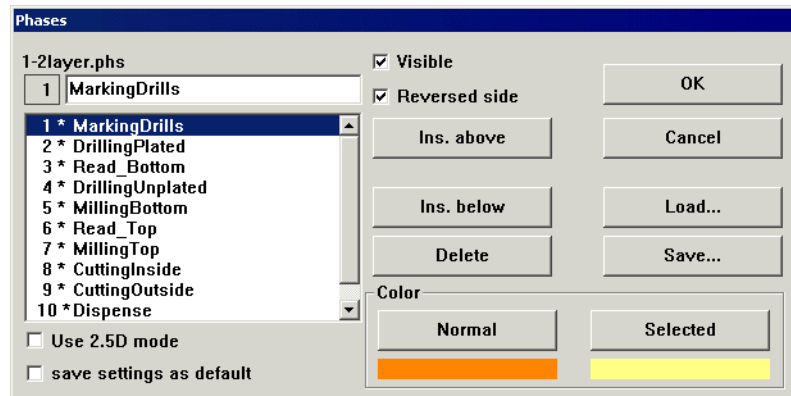 Phases
1-2layer.phs
1 MarkingDrills
1 * MarkingDrills
2 * DrillingPlated
3 * Read_Bottom
4 * DrillingUnplated
5 * MillingBottom
6 * Read_Top
7 * MillingTop
8 * CuttingInside
9 * CuttingOutside
10 *Dispense
Use 2.5D mode
save settings as default
Visible
Reversed side
Ins. above
Ins. below
Delete
OK
Cancel
Load...
Save...
Color
Normal
Selected